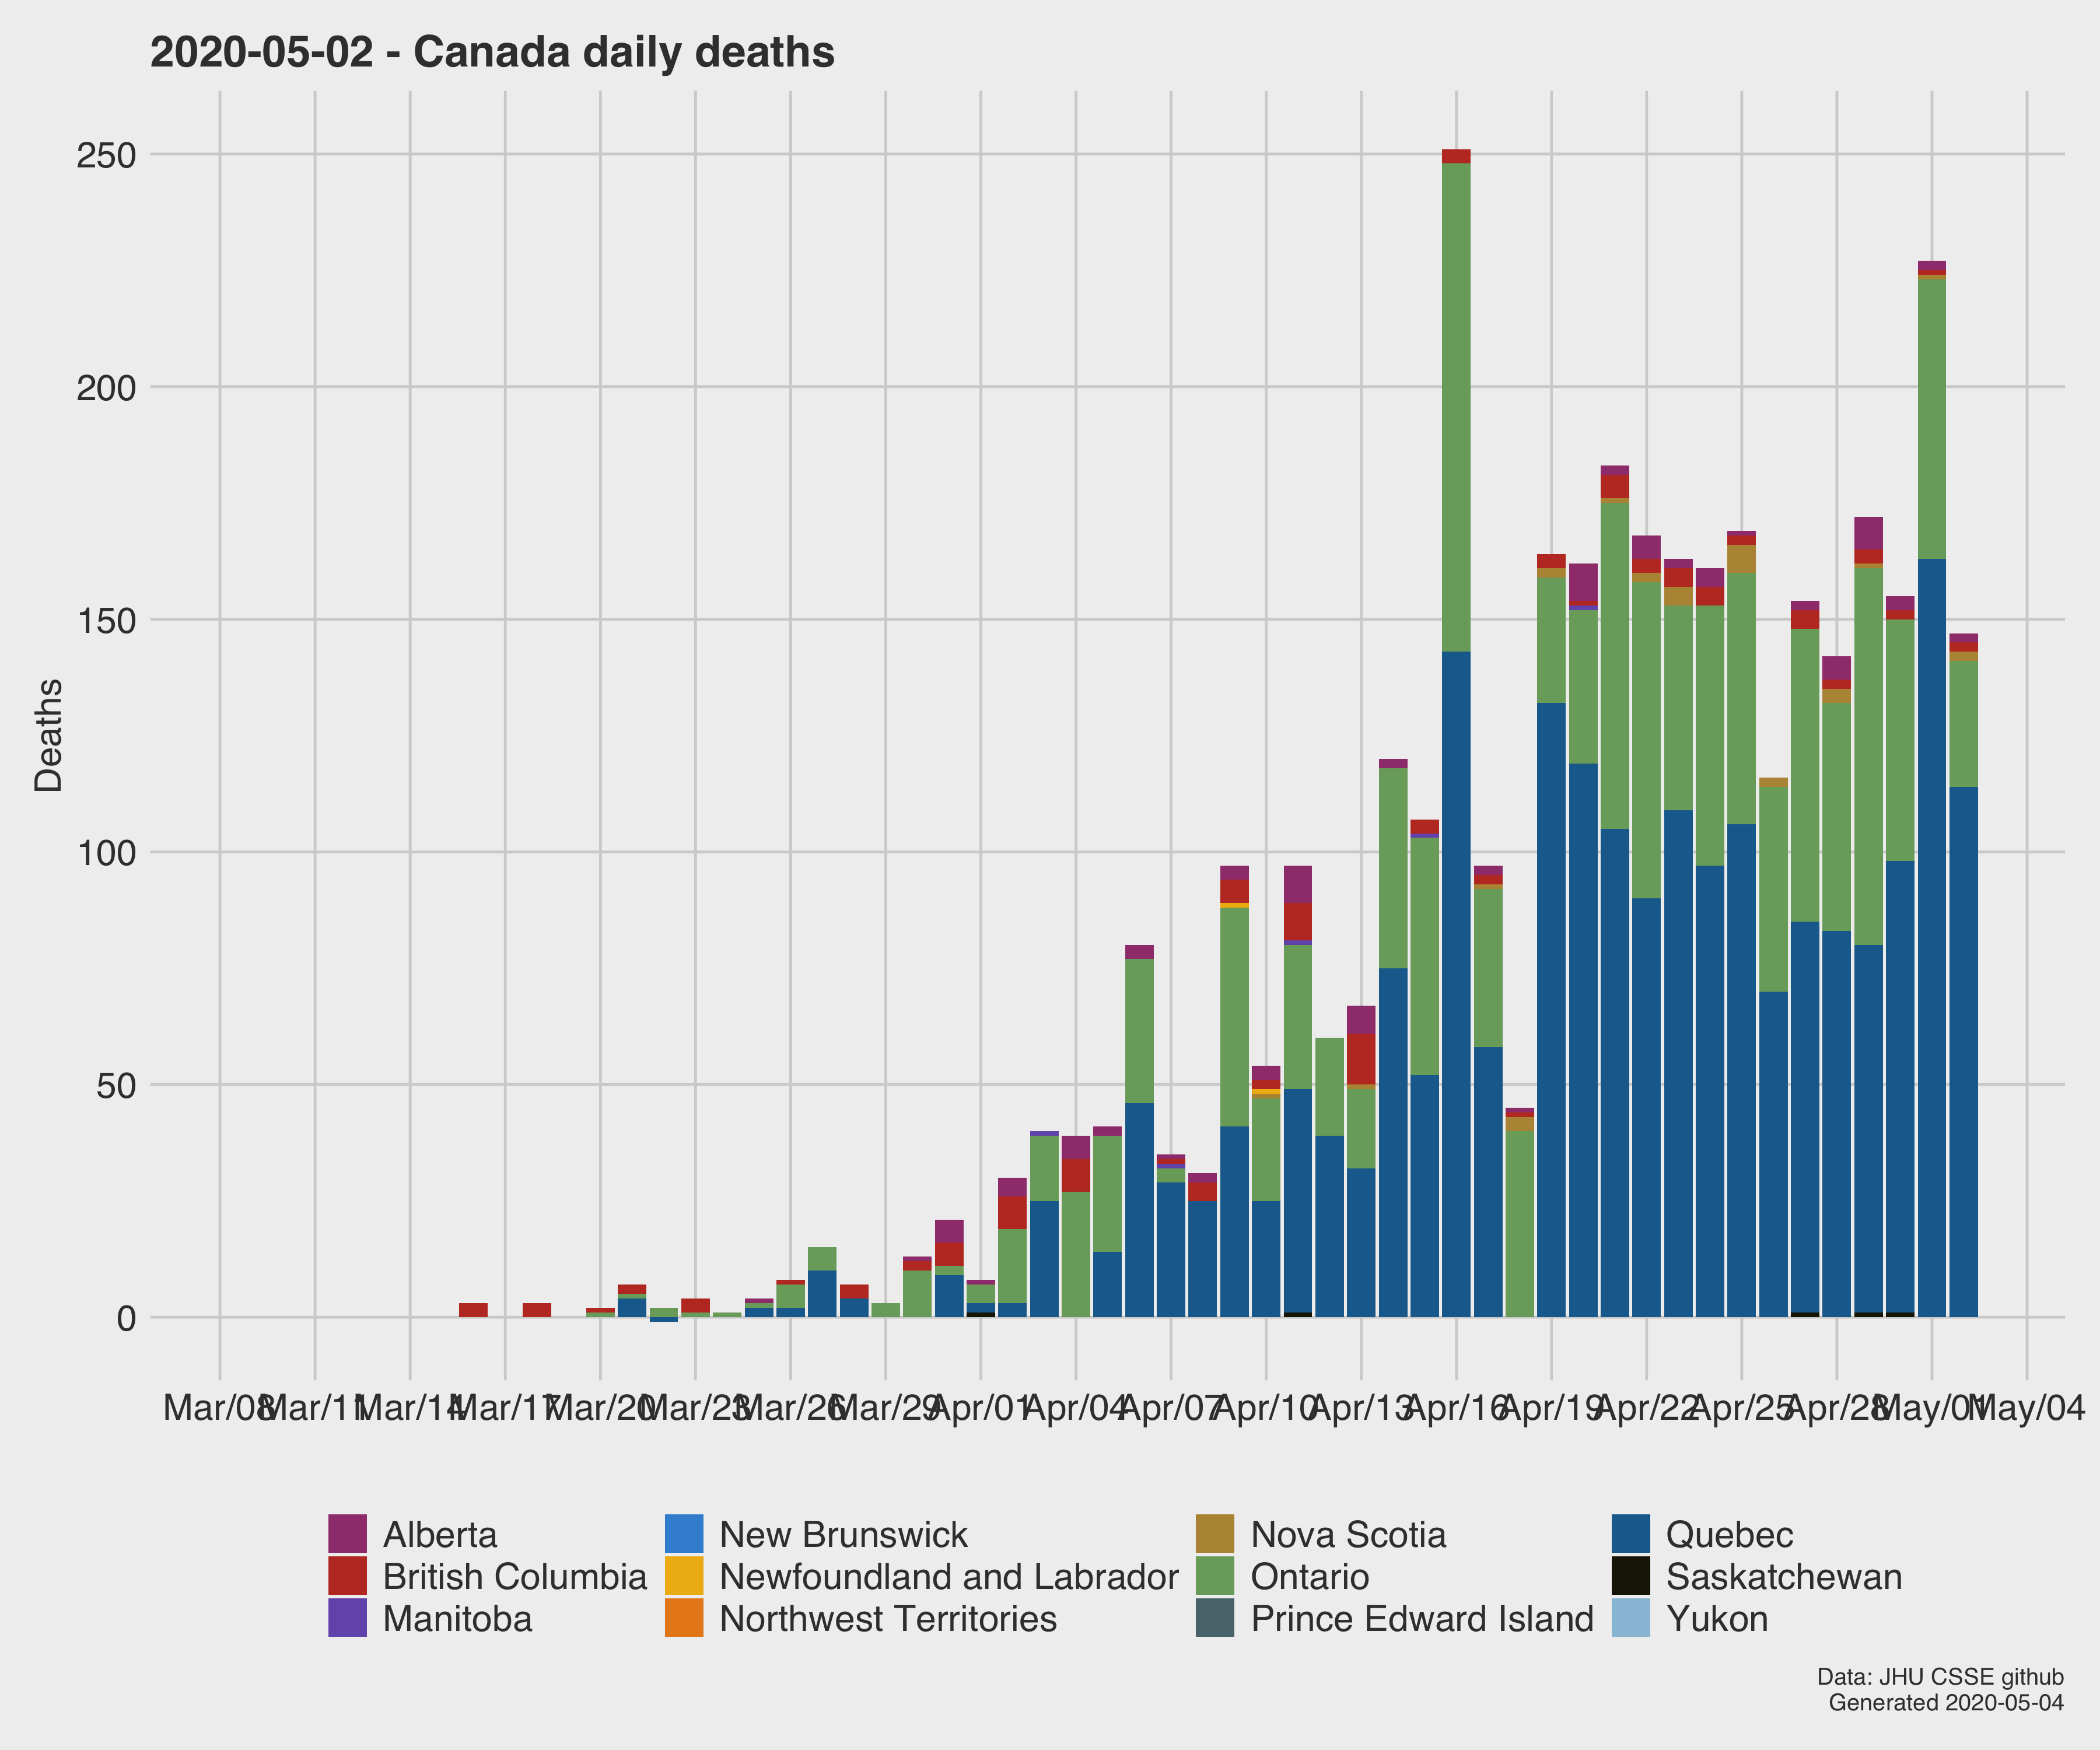 2020-05-02 - Canada daily deaths
250
200
150
100
50
0
Deaths
Mar/08 Mar/11 Mar/14 Mar/17 Mar/20 Mar/23 Mar/26 Mar/29 Apr/01 Apr/04 Apr/07 Apr/10 Apr/13 Apr/16 Apr/19 Apr/22 Apr/25 Apr/28 May/01 May/04
Alberta New Brunswick Nova Scotia Quebec
British Columbia Newfoundland and Labrador Ontario Saskatchewan
Manitoba Northwest Territories Prince Edward Island Yukon
Data: JHU CSSE github
Generated 2020-05-04